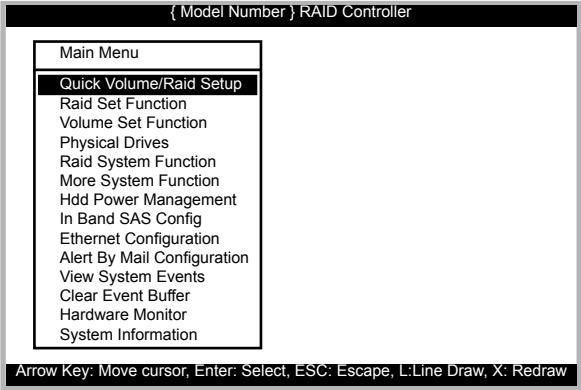 { Model Number } RAID Controller
Main Menu
Quick Volume/Raid Setup
Raid Set Function
Volume Set Function
Physical Drives
Raid System Function
More System Function
Hdd Power Management
In Band SAS Config
Ethernet Configuration
Alert By Mail Configuration
View System Events
Clear Event Buffer
Hardware Monitor
System Information
Arrow Key: Move cursor, Enter: Select, ESC: Escape, L:Line Draw, X: Redraw